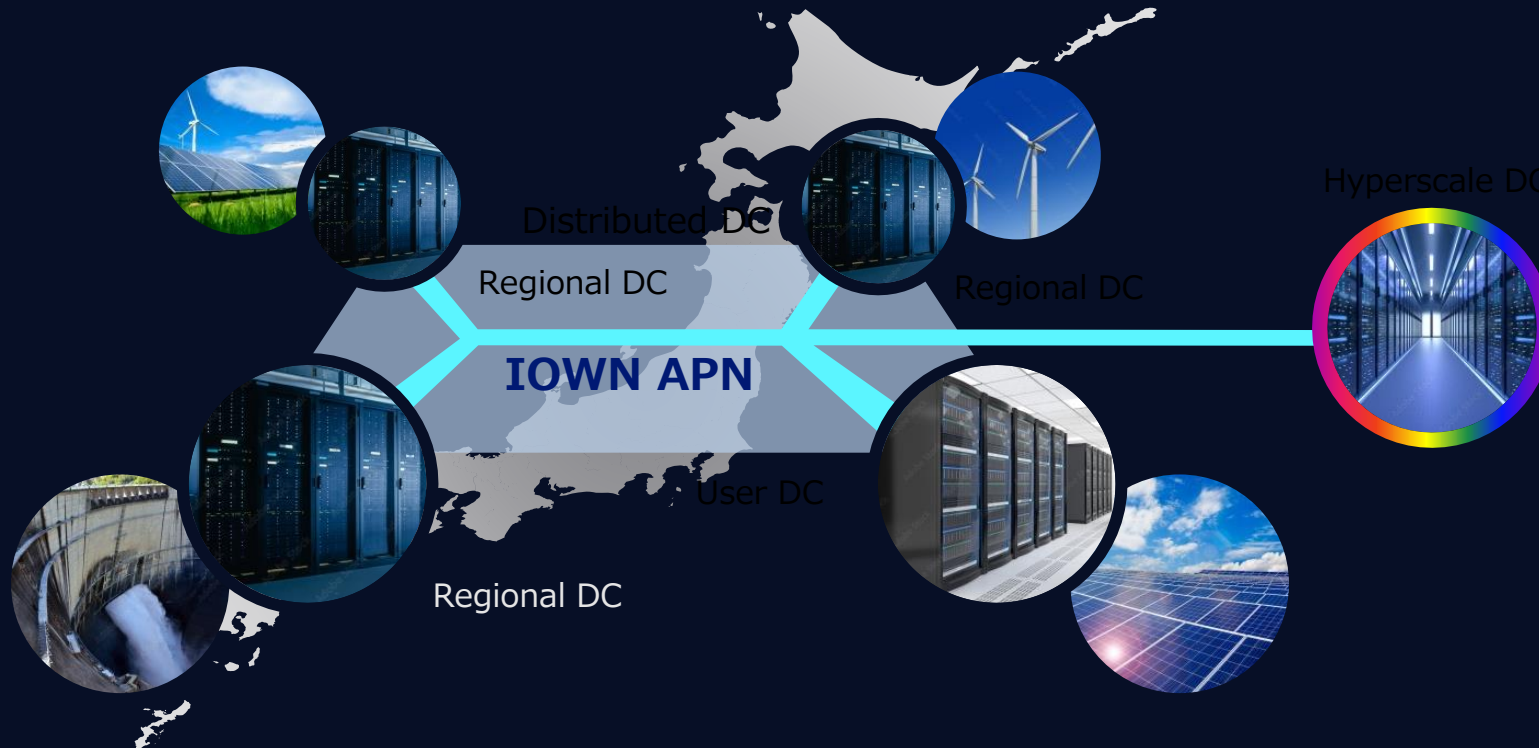 Hyperscale DC
Distributed DC
Regional DC
Regional DC
IOWN APN
User DC
Regional DC